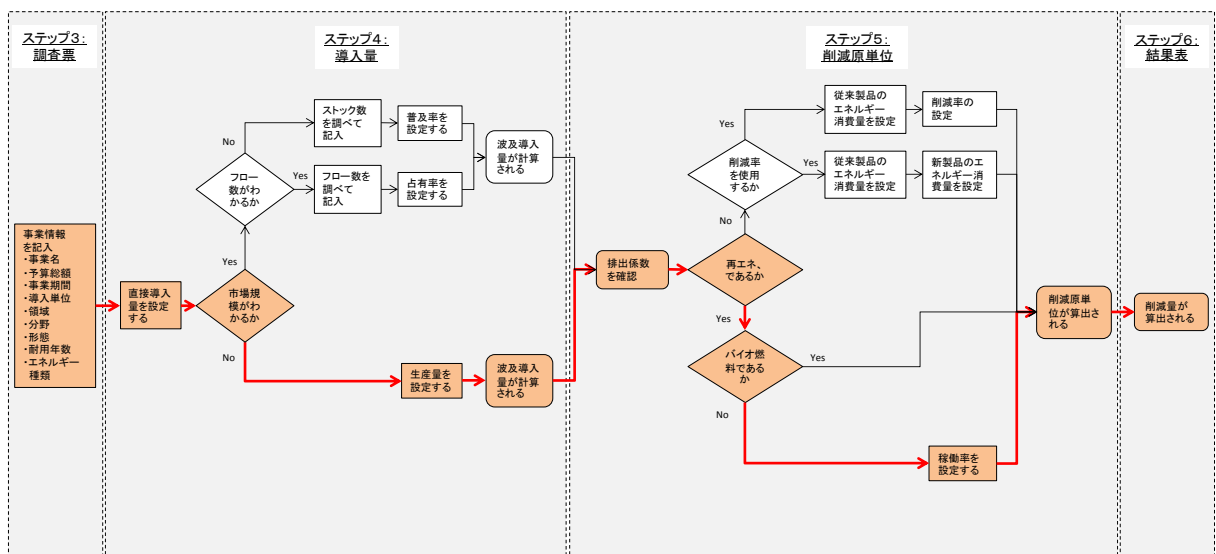 ステップ3：
調査票
ステップ4：
導入量
ステップ5：
削減原単位
ステップ6：
結果表
事業情報
を記入
・事業名
・予算総額
・事業期間
・導入単位
・領域
・分野
・形態
・耐用年数
・エネルギー
種類
直接導入
量を設定
する
市場規
模がわ
かるか
Yes
No
フロー
数がわ
かるか
No
Yes
ストック数
を調べて
記入
普及率を
設定する
フロー数を
調べて
記入
占有率を
設定する
波及導入
量が計算
される
生産量を
設定する
波及導入
量が計算
される
排出係数
を確認
再エネ、
であるか
No
Yes
削減率
を使用
するか
Yes
Yes
従来製品の
エネルギー
消費量を設定
削減率の
設定
従来製品の
エネルギー
消費量を設定
新製品のエ
ネルギー消
費量を設定
バイオ燃
料である
か
Yes
No
稼働率を
設定する
削減原単
位が算出さ
れる
削減量が
算出される